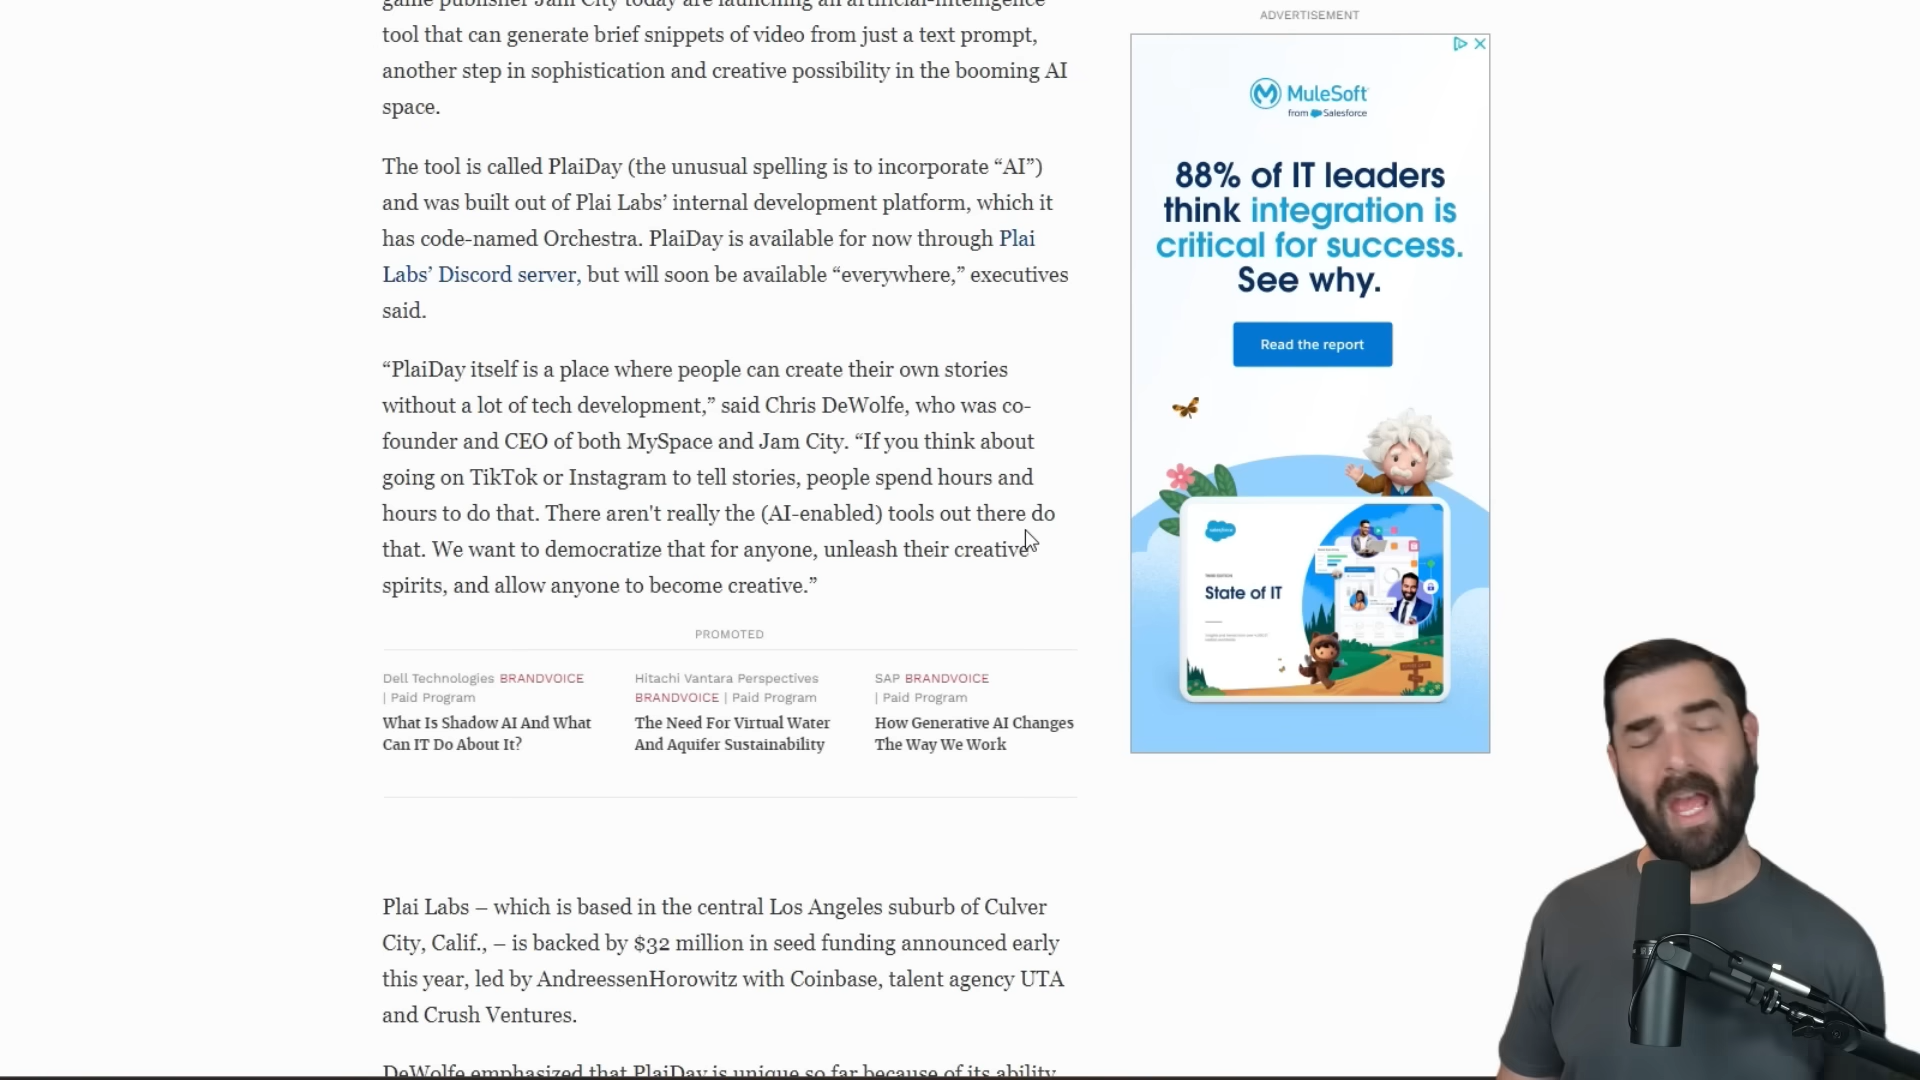 game publisher Jam City today are launching an artificial-intelligence
tool that can generate brief snippets of video from just a text prompt,
another step in sophistication and creative possibility in the booming AI
space.
The tool is called PlaiDay (the unusual spelling is to incorporate “AI”)
and was built out of Plai Labs’ internal development platform, which it
has code-named Orchestra. PlaiDay is available for now through Plai
Labs’ Discord server, but will soon be available “everywhere,” executives
said.
“PlaiDay itself is a place where people can create their own stories
without a lot of tech development,” said Chris DeWolfe, who was co-
founder and CEO of both MySpace and Jam City. “If you think about
going on TikTok or Instagram to tell stories, people spend hours and
hours to do that. There aren't really the (AI-enabled) tools out there do
that. We want to democratize that for anyone, unleash their creative
spirits, and allow anyone to become creative.”
PROMOTED
Dell Technologies BRANDVOICE
| Paid Program
What Is Shadow AI And What
Can IT Do About It?
Hitachi Vantara Perspectives
BRANDVOICE | Paid Program
The Need For Virtual Water
And Aquifer Sustainability
SAP BRANDVOICE
| Paid Program
How Generative AI Changes
The Way We Work
Plai Labs – which is based in the central Los Angeles suburb of Culver
City, Calif., – is backed by $32 million in seed funding announced early
this year, led by AndreessenHorowitz with Coinbase, talent agency UTA
and Crush Ventures.
DeWolfe emphasized that PlaiDay is unique so far because of its ability
ADVERTISEMENT
MuleSoft
from Salesforce
88% of IT leaders
think integration is
critical for success.
See why.
Read the report
salesforce
State of IT